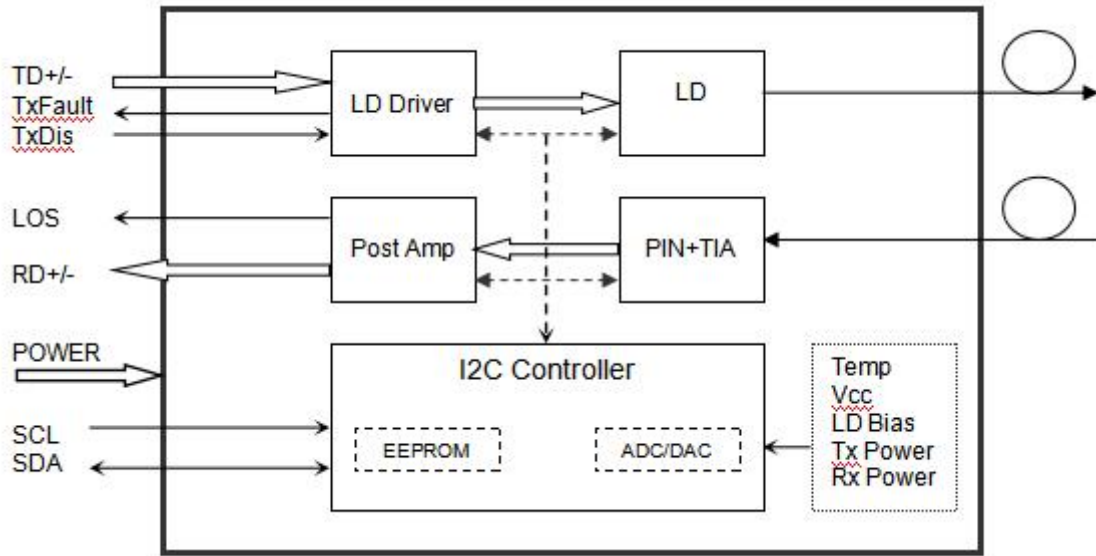 TD+/-
TxFault
TxDis
LD Driver
LD
LOS
RD+/-
Post Amp
PIN+TIA
POWER
SCL
SDA
I2C Controller
EEPROM
ADC/DAC
Temp
Vcc
LD Bias
Tx Power
Rx Power